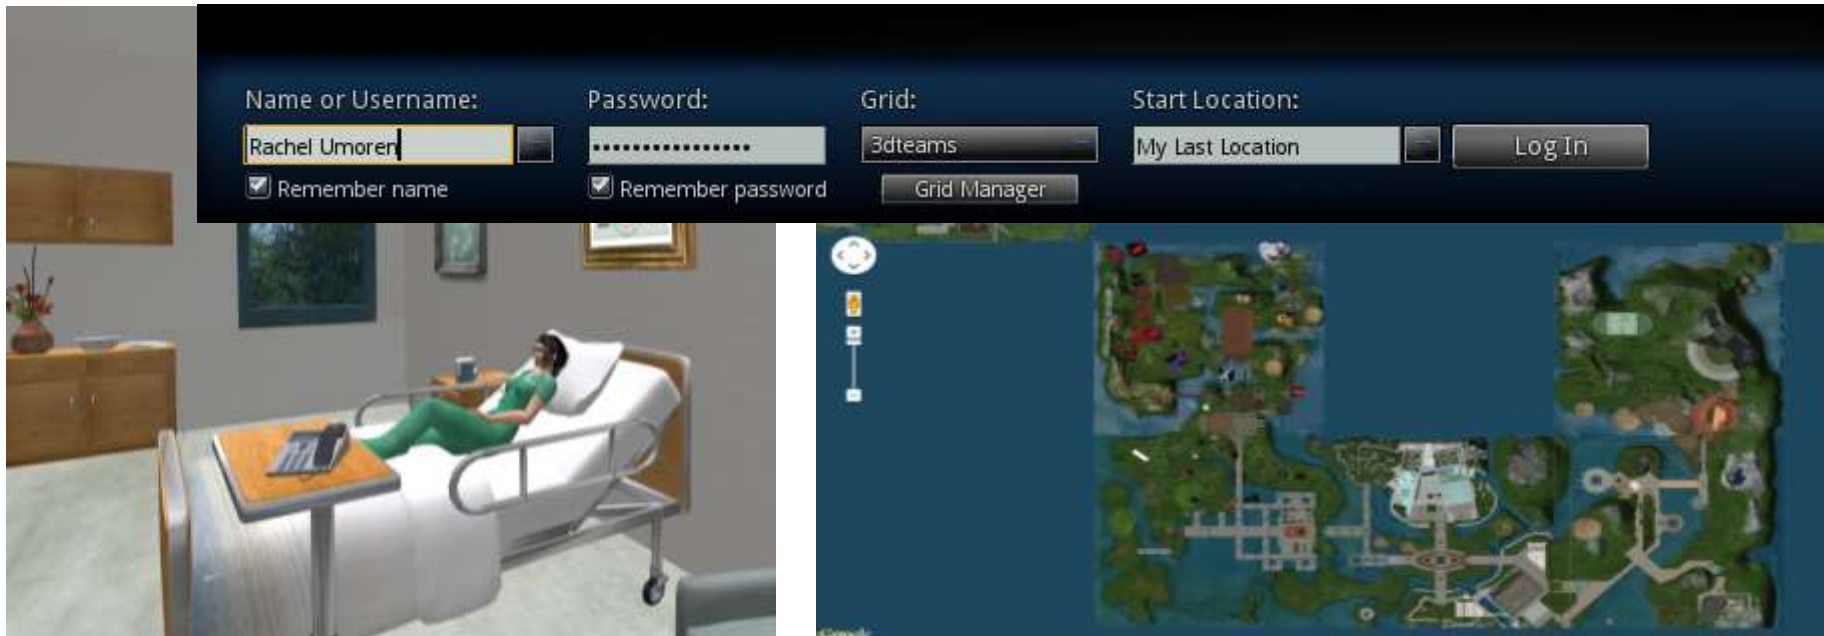 Name or Username: Password: Grid: Start Location:
Rachel Umoren •••••••••••••••• 3dteams My Last Location Log In
Remember name Remember password Grid Manager